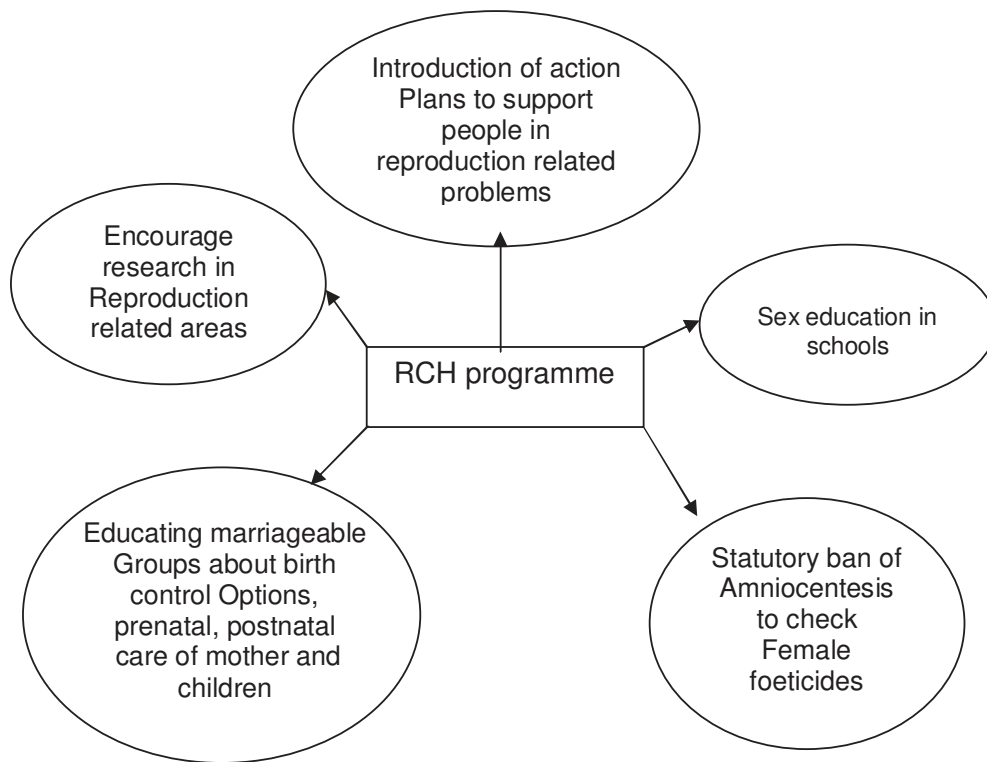 Introduction of action
Plans to support
people in
reproduction related
problems
Encourage
research in
Reproduction
related areas
Sex education in
schools
RCH programme
Educating marriageable
Groups about birth
control Options,
prenatal, postnatal
care of mother and
children
Statutory ban of
Amniocentesis
to check
Female
foeticides